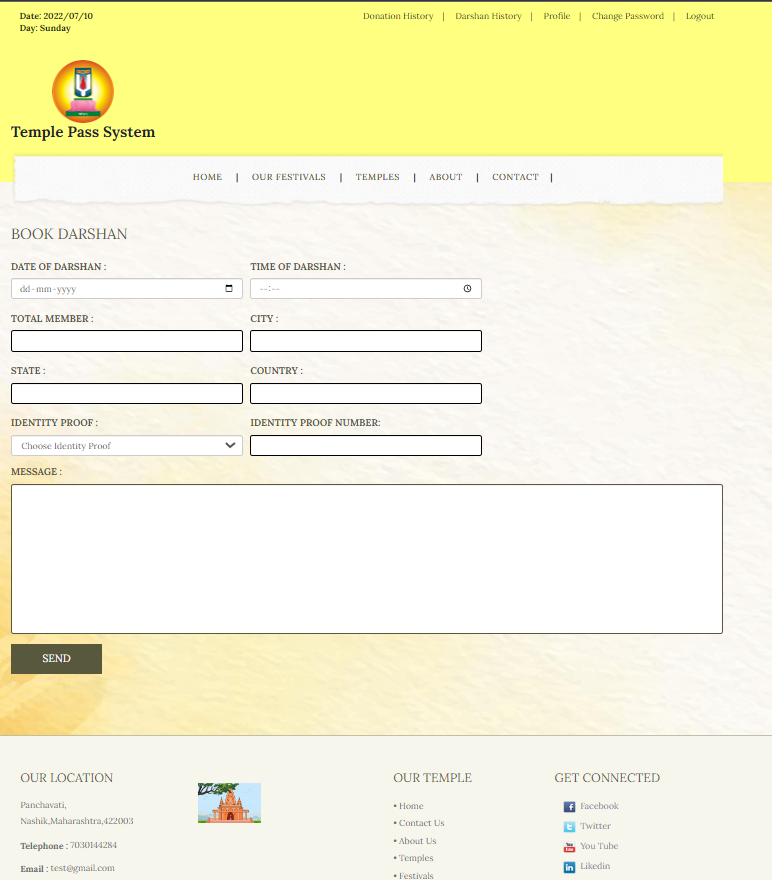 Date: 2022/07/10
Day: Sunday
Donation History | Darshan History | Profile | Change Password | Logout
Temple Pass System
HOME | OUR FESTIVALS | TEMPLES | ABOUT | CONTACT |
BOOK DARSHAN
DATE OF DARSHAN : TIME OF DARSHAN :
dd-mm-yyyy --:--
TOTAL MEMBER : CITY :
STATE : COUNTRY :
IDENTITY PROOF : IDENTITY PROOF NUMBER:
Choose Identity Proof
MESSAGE :
SEND
OUR LOCATION OUR TEMPLE GET CONNECTED
Panchavati,
Nashik,Maharashtra,422003
Telephone : 7030144284
Email : test@gmail.com
• Home
• Contact Us
• About Us
• Temples
• Festivals
Facebook
Twitter
You Tube
Likedin